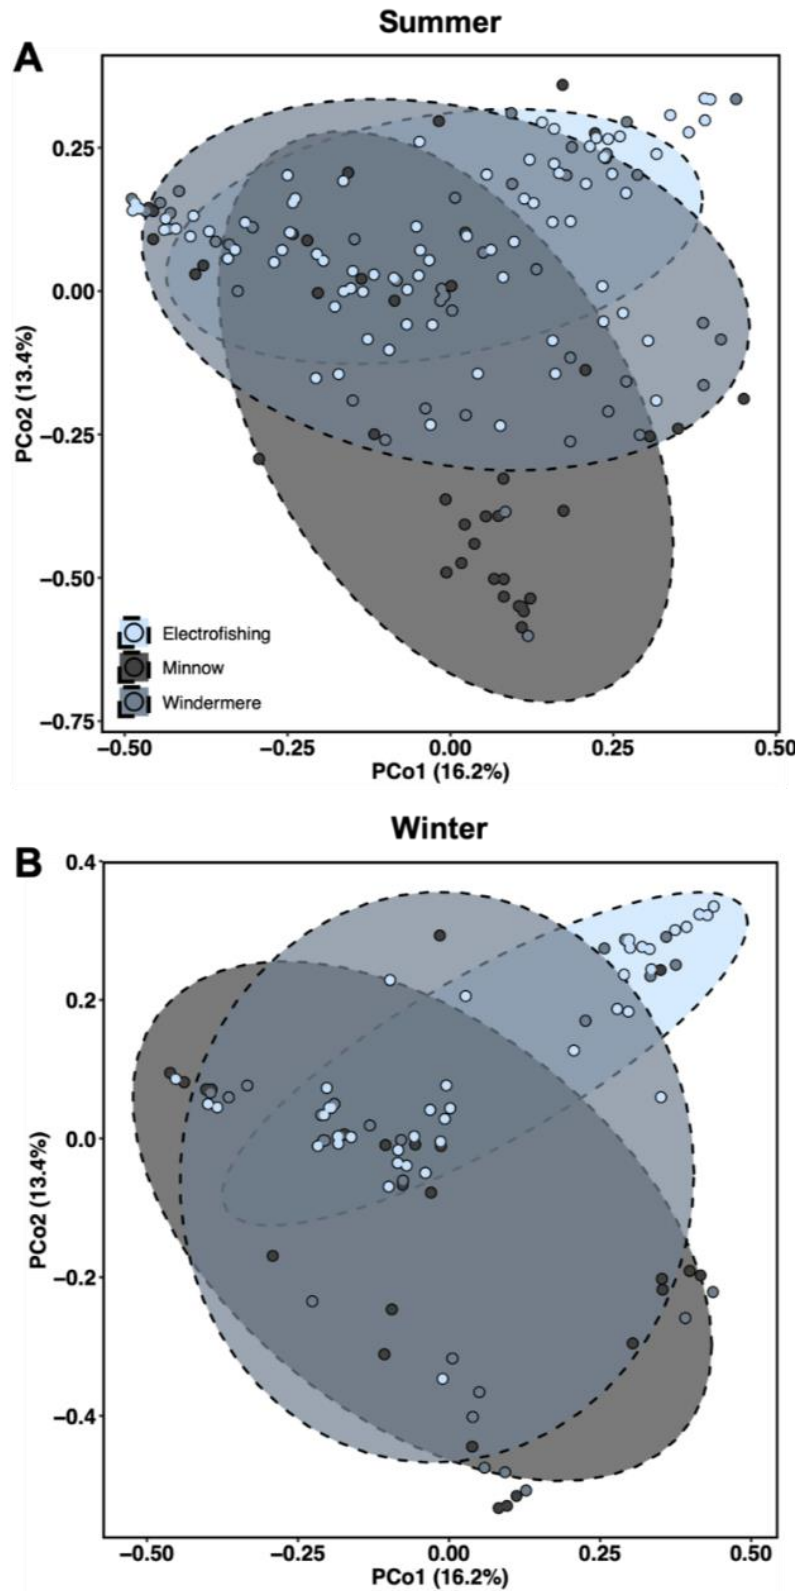 Summer
A
0.25
0.00
−0.25
−0.50
−0.75
PCo2 (13.4%)
Electrofishing
Minnow
Windermere
−0.50 −0.25 0.00 0.25 0.50
PCo1 (16.2%)
Winter
B
0.4
0.2
0.0
−0.2
−0.4
PCo2 (13.4%)
−0.50 −0.25 0.00 0.25 0.50
PCo1 (16.2%)